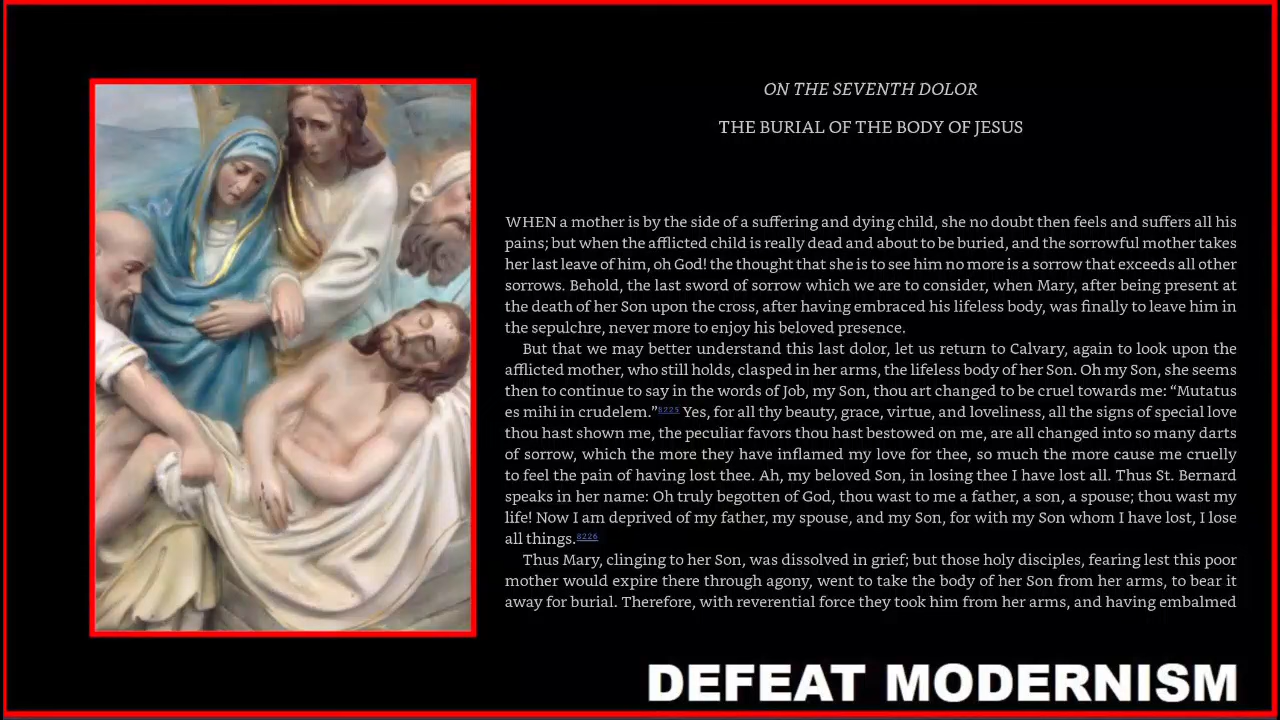 ON THE SEVENTH DOLOR
THE BURIAL OF THE BODY OF JESUS
WHEN a mother is by the side of a suffering and dying child, she no doubt then feels and suffers all his
pains; but when the afflicted child is really dead and about to be buried, and the sorrowful mother takes
her last leave of him, oh God! the thought that she is to see him no more is a sorrow that exceeds all other
sorrows. Behold, the last sword of sorrow which we are to consider, when Mary, after being present at
the death of her Son upon the cross, after having embraced his lifeless body, was finally to leave him in
the sepulchre, never more to enjoy his beloved presence.
But that we may better understand this last dolor, let us return to Calvary, again to look upon the
afflicted mother, who still holds, clasped in her arms, the lifeless body of her Son. Oh my Son, she seems
then to continue to say in the words of Job, my Son, thou art changed to be cruel towards me: “Mutatus
es mihi in crudelem.”8225 Yes, for all thy beauty, grace, virtue, and loveliness, all the signs of special love
thou hast shown me, the peculiar favors thou hast bestowed on me, are all changed into so many darts
of sorrow, which the more they have inflamed my love for thee, so much the more cause me cruelly
to feel the pain of having lost thee. Ah, my beloved Son, in losing thee I have lost all. Thus St. Bernard
speaks in her name: Oh truly begotten of God, thou wast to me a father, a son, a spouse; thou wast my
life! Now I am deprived of my father, my spouse, and my Son, for with my Son whom I have lost, I lose
all things.8226
Thus Mary, clinging to her Son, was dissolved in grief; but those holy disciples, fearing lest this poor
mother would expire there through agony, went to take the body of her Son from her arms, to bear it
away for burial. Therefore, with reverential force they took him from her arms, and having embalmed
DEFEAT MODERNISM